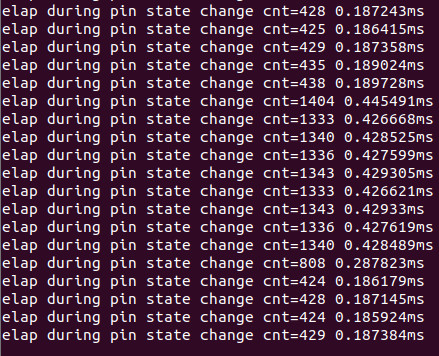 elap during pin state change cnt=428 0.187243ms
elap during pin state change cnt=425 0.186415ms
elap during pin state change cnt=429 0.187358ms
elap during pin state change cnt=435 0.189024ms
elap during pin state change cnt=438 0.189728ms
elap during pin state change cnt=1404 0.445491ms
elap during pin state change cnt=1333 0.426668ms
elap during pin state change cnt=1340 0.428525ms
elap during pin state change cnt=1336 0.427599ms
elap during pin state change cnt=1343 0.429305ms
elap during pin state change cnt=1333 0.426621ms
elap during pin state change cnt=1343 0.42933ms
elap during pin state change cnt=1336 0.427619ms
elap during pin state change cnt=1340 0.428489ms
elap during pin state change cnt=808 0.287823ms
elap during pin state change cnt=424 0.186179ms
elap during pin state change cnt=428 0.187145ms
elap during pin state change cnt=424 0.185924ms
elap during pin state change cnt=429 0.187384ms